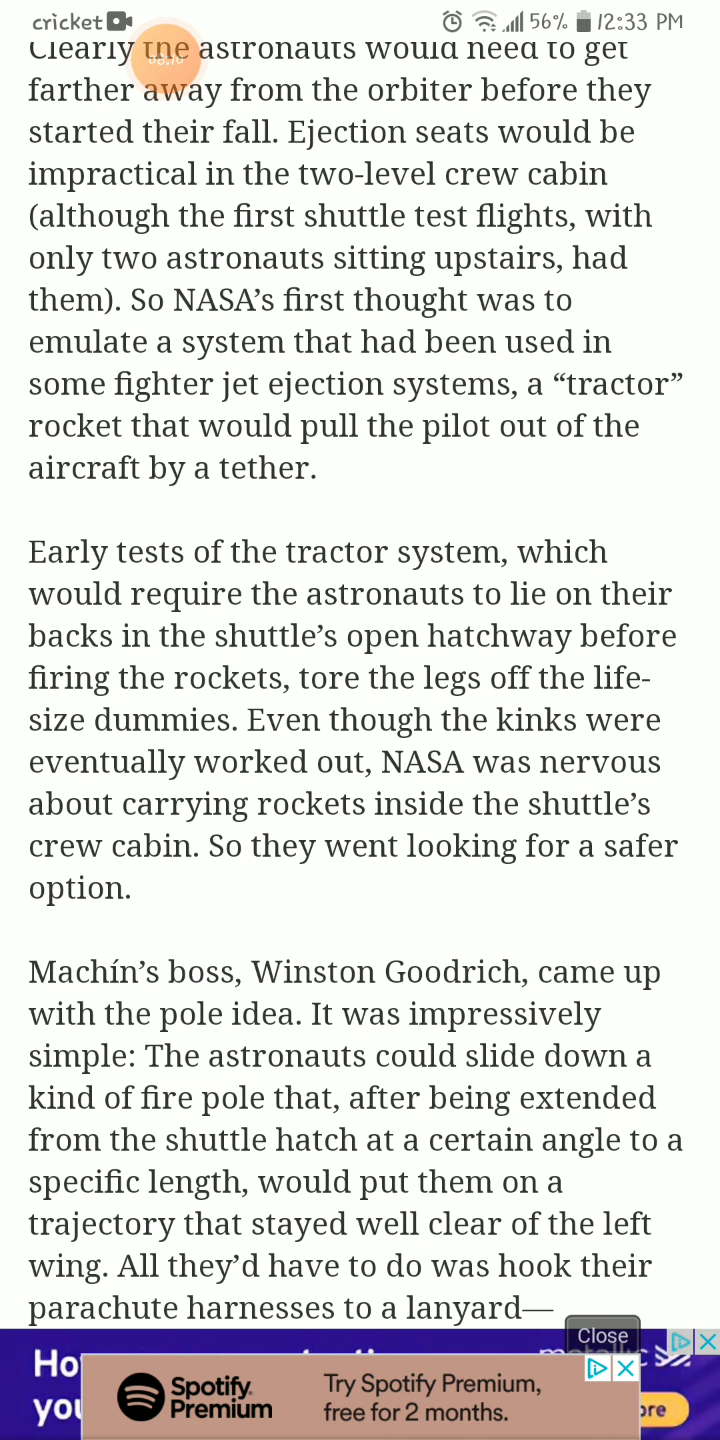 cricket 56% 12:33 PM
Clearly the astronauts would need to get
farther away from the orbiter before they
started their fall. Ejection seats would be
impractical in the two-level crew cabin
(although the first shuttle test flights, with
only two astronauts sitting upstairs, had
them). So NASA’s first thought was to
emulate a system that had been used in
some fighter jet ejection systems, a “tractor”
rocket that would pull the pilot out of the
aircraft by a tether.
Early tests of the tractor system, which
would require the astronauts to lie on their
backs in the shuttle’s open hatchway before
firing the rockets, tore the legs off the life-
size dummies. Even though the kinks were
eventually worked out, NASA was nervous
about carrying rockets inside the shuttle’s
crew cabin. So they went looking for a safer
option.
Machín’s boss, Winston Goodrich, came up
with the pole idea. It was impressively
simple: The astronauts could slide down a
kind of fire pole that, after being extended
from the shuttle hatch at a certain angle to a
specific length, would put them on a
trajectory that stayed well clear of the left
wing. All they’d have to do was hook their
parachute harnesses to a lanyard—
Close
Spotify Premium
Try Spotify Premium,
free for 2 months.